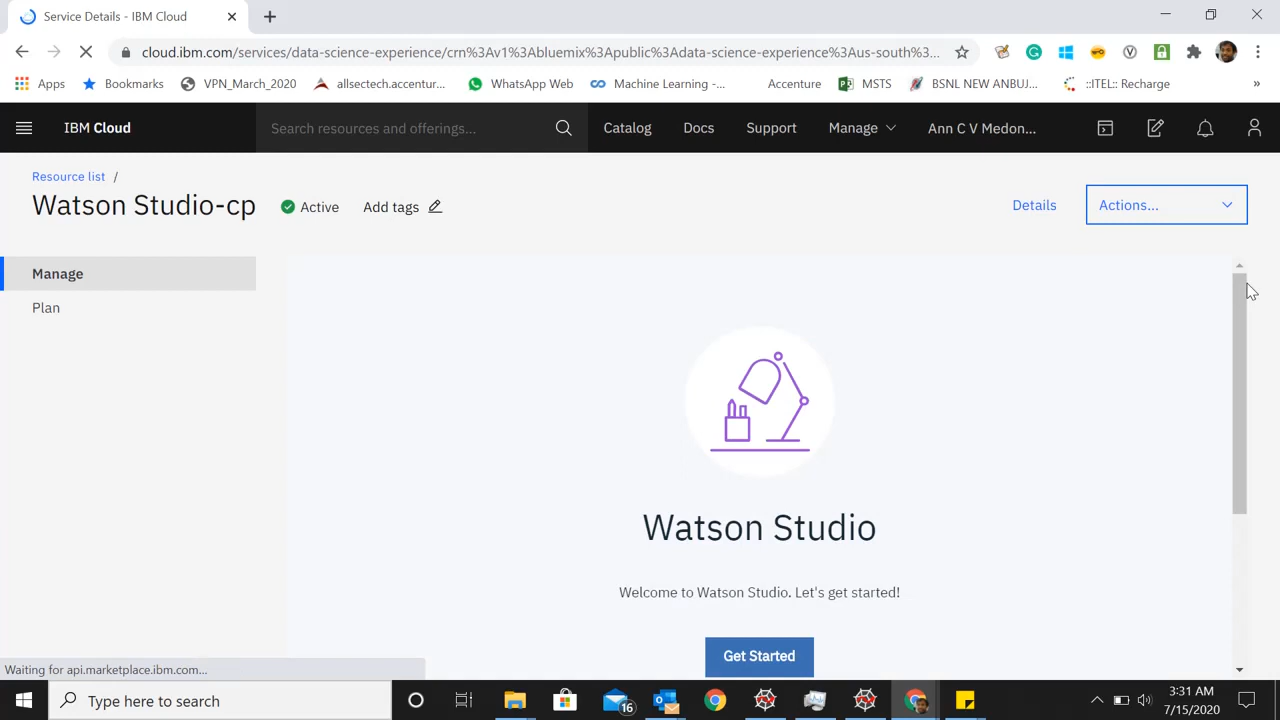 Service Details - IBM Cloud
cloud.ibm.com/services/data-science-experience/crn%3Av1%3Abluemix%3Apublic%3Adata-science-experience%3Aus-south%3...
Apps
Bookmarks
VPN_March_2020
allsectech.accentur...
WhatsApp Web
Machine Learning -...
Accenture
MSTS
BSNL NEW ANBUJ...
::ITEL:: Recharge
»
IBM Cloud
Search resources and offerings...
Catalog
Docs
Support
Manage
Ann C V Medon...
Resource list /
Watson Studio-cp
Active
Add tags
Details
Actions...
Manage
Plan
Watson Studio
Welcome to Watson Studio. Let's get started!
Get Started
Waiting for api.marketplace.ibm.com...
Type here to search
16
3:31 AM
7/15/2020